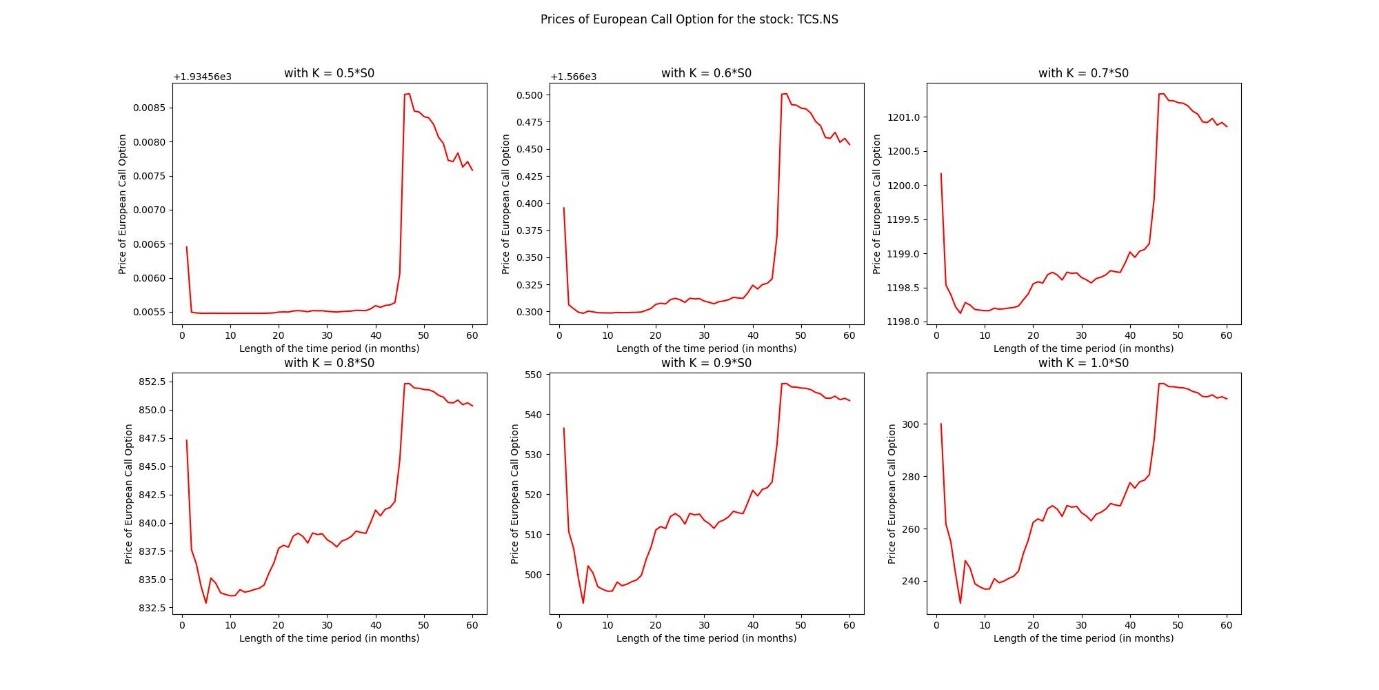 Prices of European Call Option for the stock: TCS.NS
+1.93456e3
with K = 0.5*S0
Price of European Call Option
0.0085
0.0080
0.0075
0.0070
0.0065
0.0060
0.0055
0 10 20 30 40 50 60
Length of the time period (in months)
+1.566e3
with K = 0.6*S0
Price of European Call Option
0.500
0.475
0.450
0.425
0.400
0.375
0.350
0.325
0.300
0 10 20 30 40 50 60
Length of the time period (in months)
with K = 0.7*S0
Price of European Call Option
1201.0
1200.5
1200.0
1199.5
1199.0
1198.5
1198.0
0 10 20 30 40 50 60
Length of the time period (in months)
with K = 0.8*S0
Price of European Call Option
852.5
850.0
847.5
845.0
842.5
840.0
837.5
835.0
832.5
0 10 20 30 40 50 60
Length of the time period (in months)
with K = 0.9*S0
Price of European Call Option
550
540
530
520
510
500
0 10 20 30 40 50 60
Length of the time period (in months)
with K = 1.0*S0
Price of European Call Option
300
280
260
240
0 10 20 30 40 50 60
Length of the time period (in months)